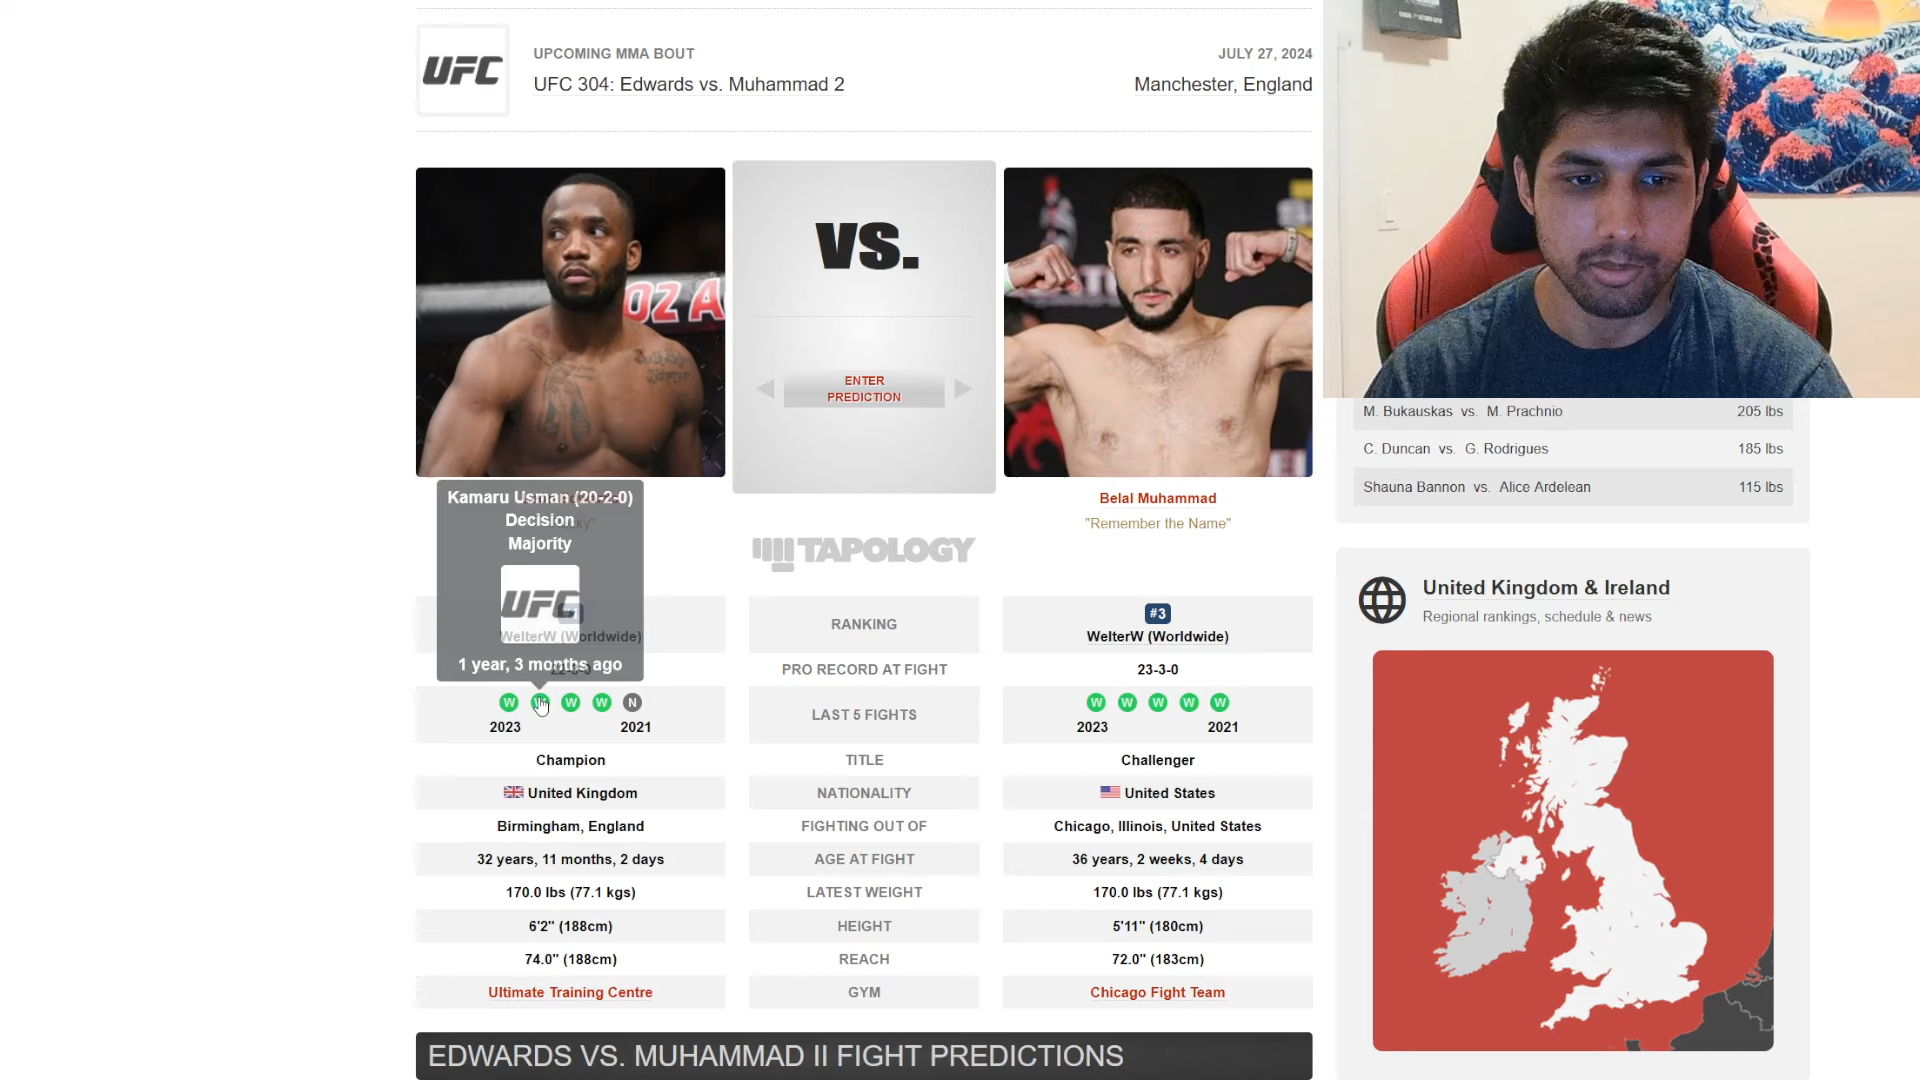 UFC
UPCOMING MMA BOUT
UFC 304: Edwards vs. Muhammad 2
JULY 27, 2024
Manchester, England
VS.
ENTER
PREDICTION
OZ A
Kamaru Usman (20-2-0)
Decision
Majority
UFC
WelterW (Worldwide)
1 year, 3 months ago
Belal Muhammad
"Remember the Name"
TAPOLOGY
RANKING
#3
WelterW (Worldwide)
PRO RECORD AT FIGHT
23-3-0
W W W N
2023 2021
LAST 5 FIGHTS
W W W W W
2023 2021
Champion
TITLE
Challenger
United Kingdom
NATIONALITY
United States
Birmingham, England
FIGHTING OUT OF
Chicago, Illinois, United States
32 years, 11 months, 2 days
AGE AT FIGHT
36 years, 2 weeks, 4 days
170.0 lbs (77.1 kgs)
LATEST WEIGHT
170.0 lbs (77.1 kgs)
6'2" (188cm)
HEIGHT
5'11" (180cm)
74.0" (188cm)
REACH
72.0" (183cm)
Ultimate Training Centre
GYM
Chicago Fight Team
EDWARDS VS. MUHAMMAD II FIGHT PREDICTIONS
M. Bukauskas vs. M. Prachnio 205 lbs
C. Duncan vs. G. Rodrigues 185 lbs
Shauna Bannon vs. Alice Ardelean 115 lbs
United Kingdom & Ireland
Regional rankings, schedule & news